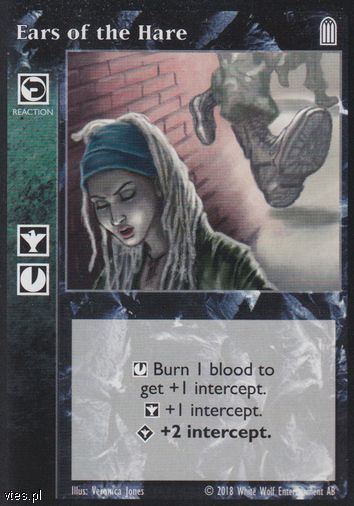 Ears of the Hare
REACTION
Burn 1 blood to
get +1 intercept.
+1 intercept.
+2 intercept.
Illus: Veronica Jones
© 2018 White Wolf Entertainment AB
vtes.pl